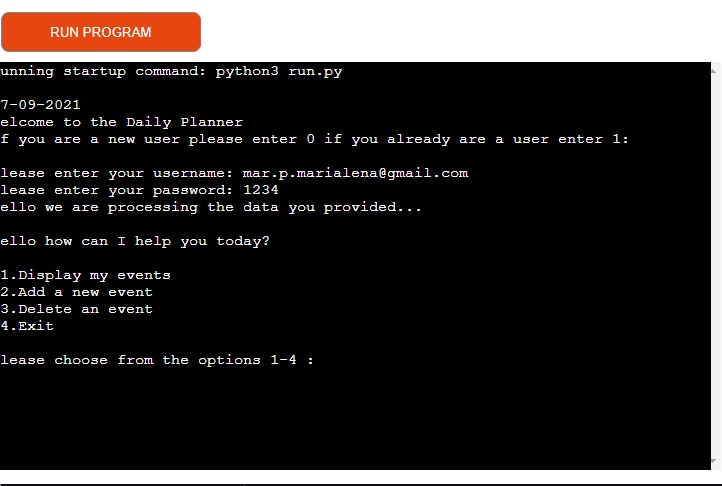 RUN PROGRAM
unning startup command: python3 run.py
7-09-2021
elcome to the Daily Planner
f you are a new user please enter 0 if you already are a user enter 1:
lease enter your username: mar.p.marialena@gmail.com
lease enter your password: 1234
ello we are processing the data you provided...
ello how can I help you today?
1.Display my events
2.Add a new event
3.Delete an event
4.Exit
lease choose from the options 1-4 :